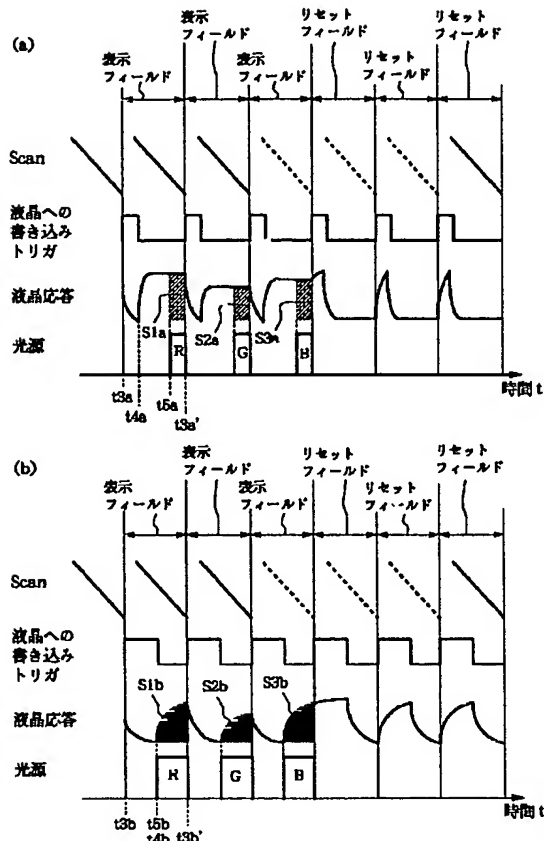 (a)
表示
フィールド
表示
フィールド
表示
フィールド
リセット
フィールド
リセット
フィールド
リセット
フィールド
Scan
液晶への
書き込み
トリガ
液晶応答
S1a
S2a
S3a
光源
R
G
B
t3a
t4a
t5a
t3a'
時間 t
(b)
表示
フィールド
表示
フィールド
表示
フィールド
リセット
フィールド
リセット
フィールド
リセット
フィールド
Scan
液晶への
書き込み
トリガ
液晶応答
S1b
S2b
S3b
光源
R
G
B
t3b
t5b
t4b
t3b'
時間 t